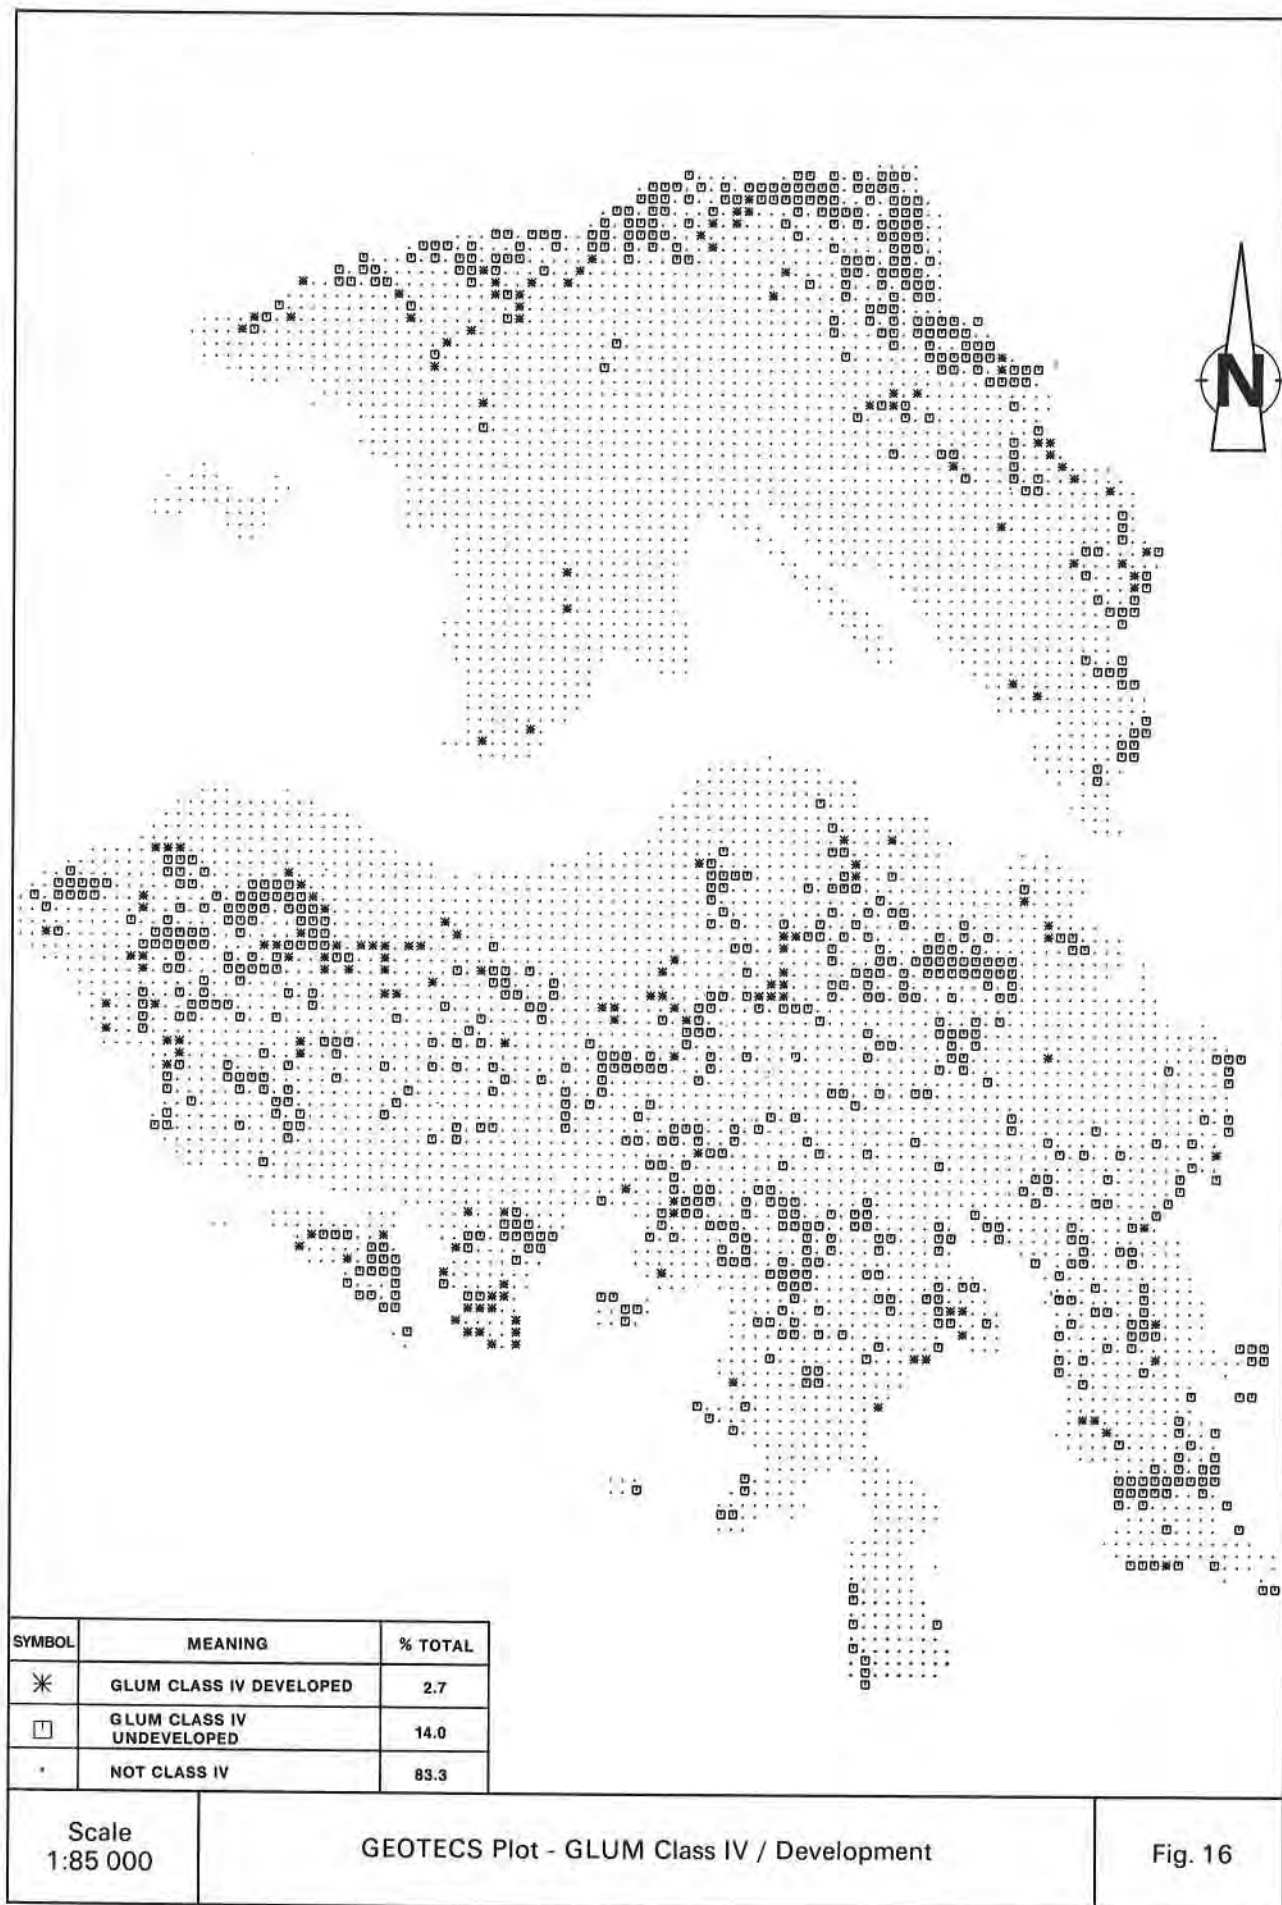 N
SYMBOL MEANING % TOTAL
GLUM CLASS IV DEVELOPED 2.7
GLUM CLASS IV
UNDEVELOPED 14.0
NOT CLASS IV 83.3
Scale
1:85 000
GEOTECS Plot - GLUM Class IV / Development
Fig. 16